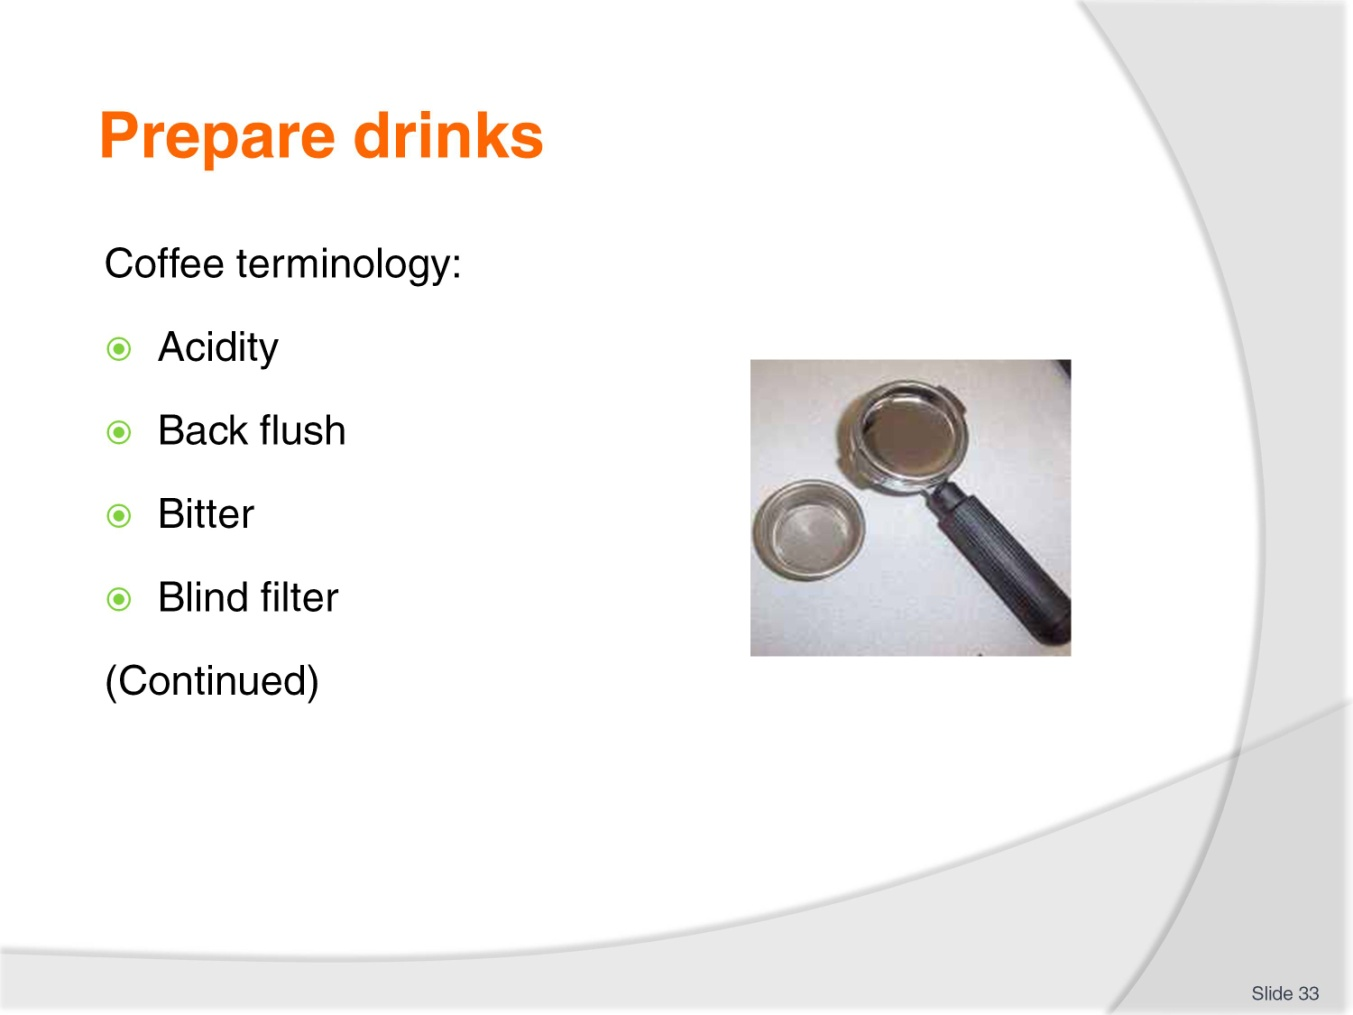 Prepare drinks
Coffee terminology:
Acidity
Back flush
Bitter
Blind filter
(Continued)
Slide 33